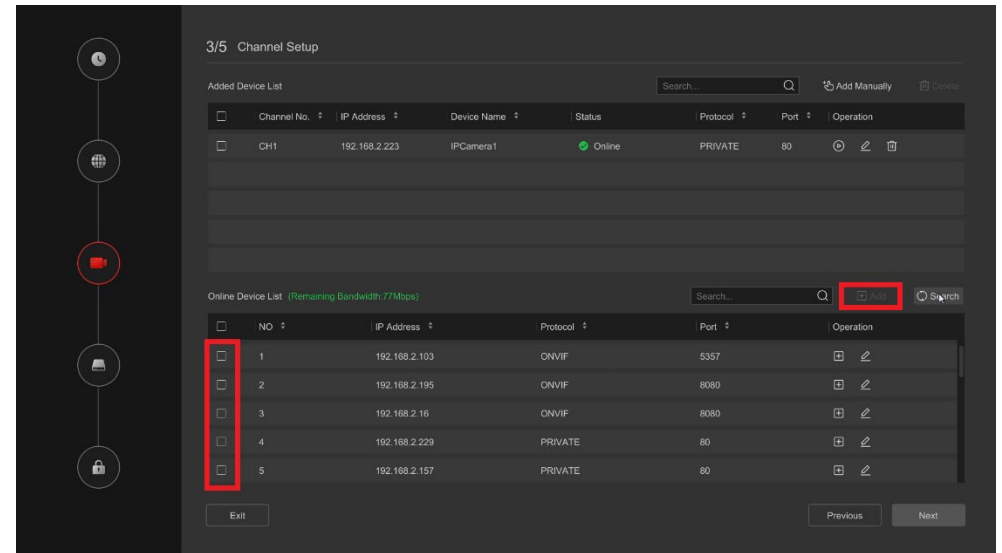 3/5 Channel Setup
Added Device List Search... Add Manually Delete
Channel No. IP Address Device Name Status Protocol Port Operation
CH1 192.168.2.223 IPCamera1 Online PRIVATE 80
Online Device List (Remaining Bandwidth:77Mbps) Search... Add Search
NO IP Address Protocol Port Operation
1 192.168.2.103 ONVIF 5357
2 192.168.2.195 ONVIF 8080
3 192.168.2.16 ONVIF 8080
4 192.168.2.229 PRIVATE 80
5 192.168.2.157 PRIVATE 80
Exit Previous Next